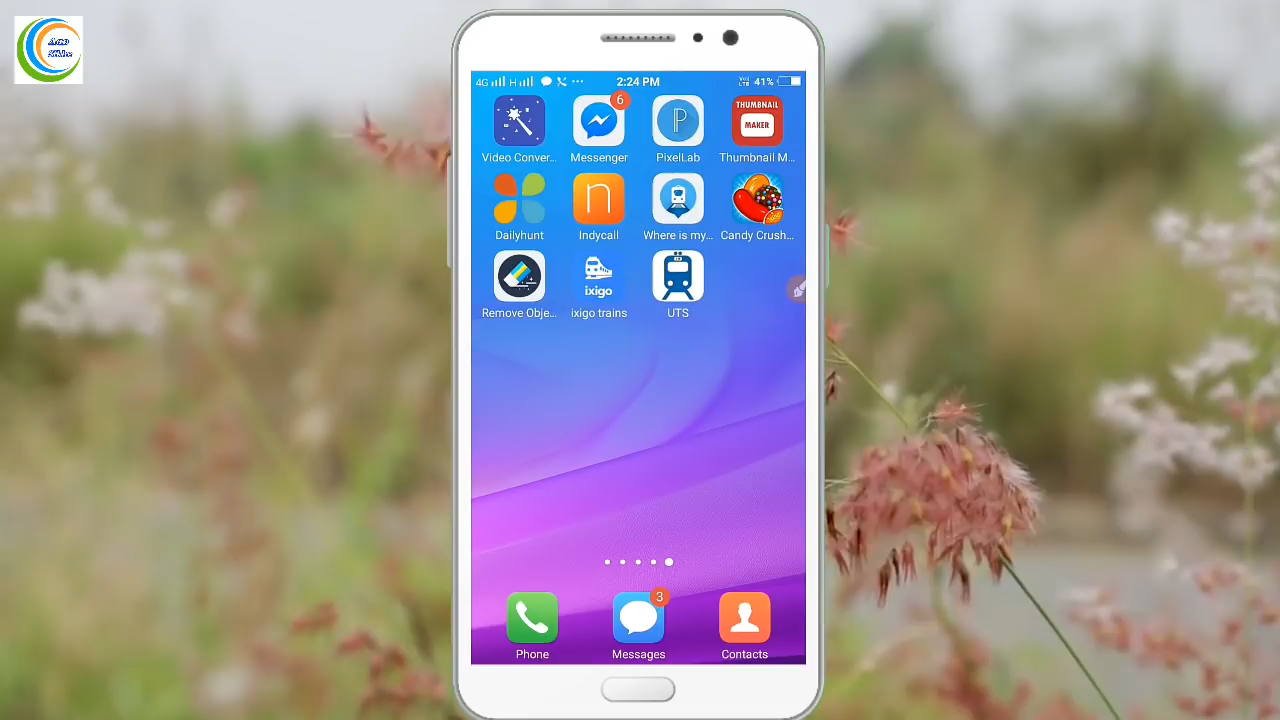 4G H 2:24 PM VoLTE 41%
6
THUMBNAIL
MAKER
Video Conver... Messenger PixelLab Thumbnail M...
n
Dailyhunt Indycall Where is my... Candy Crush...
ixigo
Remove Obje... ixigo trains UTS
3
Phone Messages Contacts